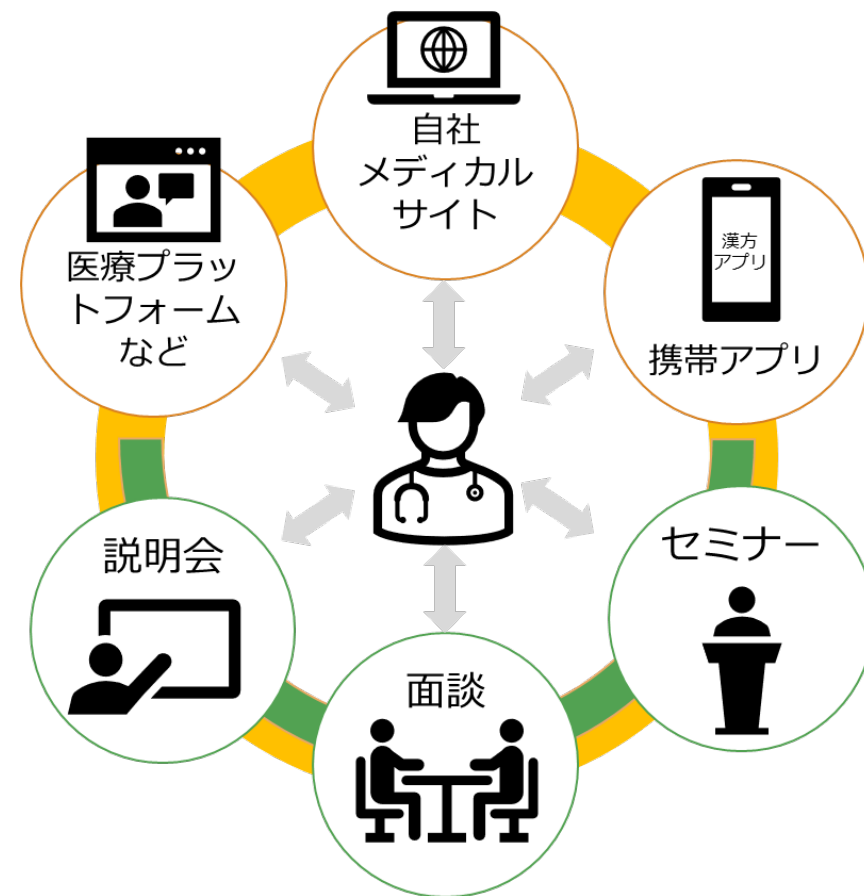 自社
メディカル
サイト
医療プラッ
トフォーム
など
漢方
アプリ
携帯アプリ
説明会
セミナー
面談